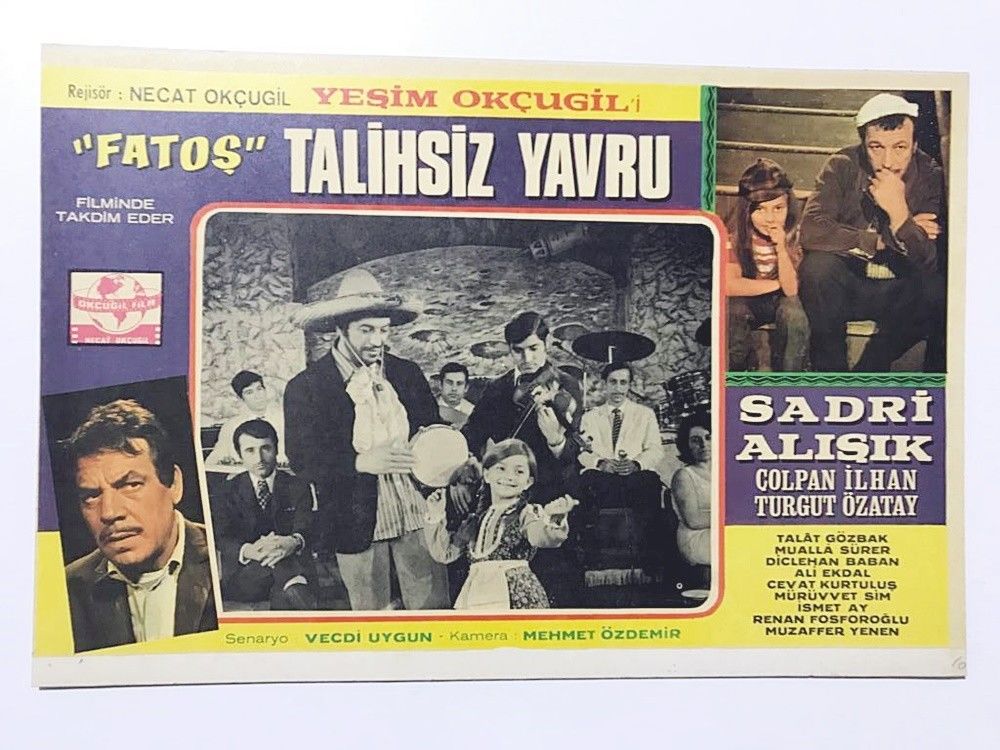 Rejisör : NECAT OKÇUGİL YEŞİM OKÇUGİL'i
"FATOŞ" TALİHSİZ YAVRU
FİLMİNDE
TAKDİM EDER
OKÇUGİL FİLM
NECAT OKÇUGİL
SADRİ
ALIŞIK
ÇOLPAN İLHAN
TURGUT ÖZATAY
TALÂT GÖZBAK
MUALLA SÜRER
DİCLEHAN BABAN
ALİ EKDAL
CEVAT KURTULUŞ
MÜRÜVVET SİM
İSMET AY
RENAN FOSFOROĞLU
MUZAFFER YENEN
Senaryo : VECDİ UYGUN - Kamera : MEHMET ÖZDEMİR
10